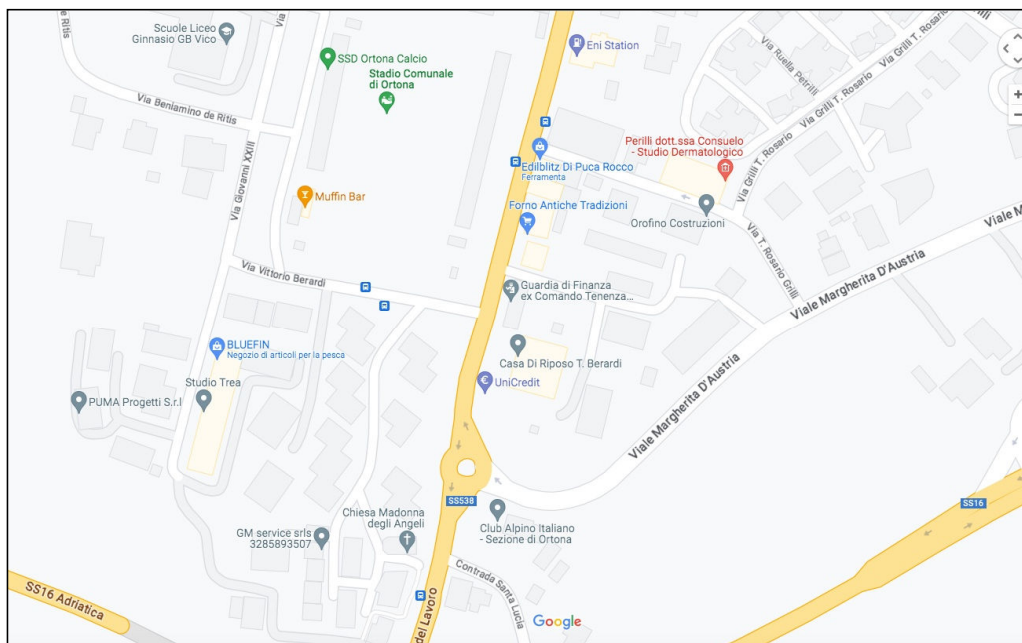 Scuole Liceo
Ginnasio GB Vico
SSD Ortona Calcio
Stadio Comunale
di Ortona
Eni Station
Via Ruella Petrilli
Via Grilli T. Rosario
Via Grilli T. Rosario
Via Grilli T. Rosario
Grilli
Via Giovanni XXIII
Via Giovanni XXIII
de Ritis
Via Beniamino de Ritis
Perilli dott.ssa Consuelo
- Studio Dermatologico
Edilblitz Di Puca Rocco
Ferramenta
Muffin Bar
Forno Antiche Tradizioni
Orofino Costruzioni
Via T. Rosario Grilli
Viale M
Viale Margherita D'Austria
Via Vittorio Berardi
Guardia di Finanza
ex Comando Tenenza...
BLUEFIN
Negozio di articoli per la pesca
Casa Di Riposo T. Berardi
Studio Trea
UniCredit
PUMA Progetti S.r.l
Viale Margherita D'Austria
SS538
SS16
Chiesa Madonna
degli Angeli
Club Alpino Italiano
- Sezione di Ortona
GM service srls
3285893507
Contrada Santa Lucia
SS16 Adriatica
del Lavoro
Google